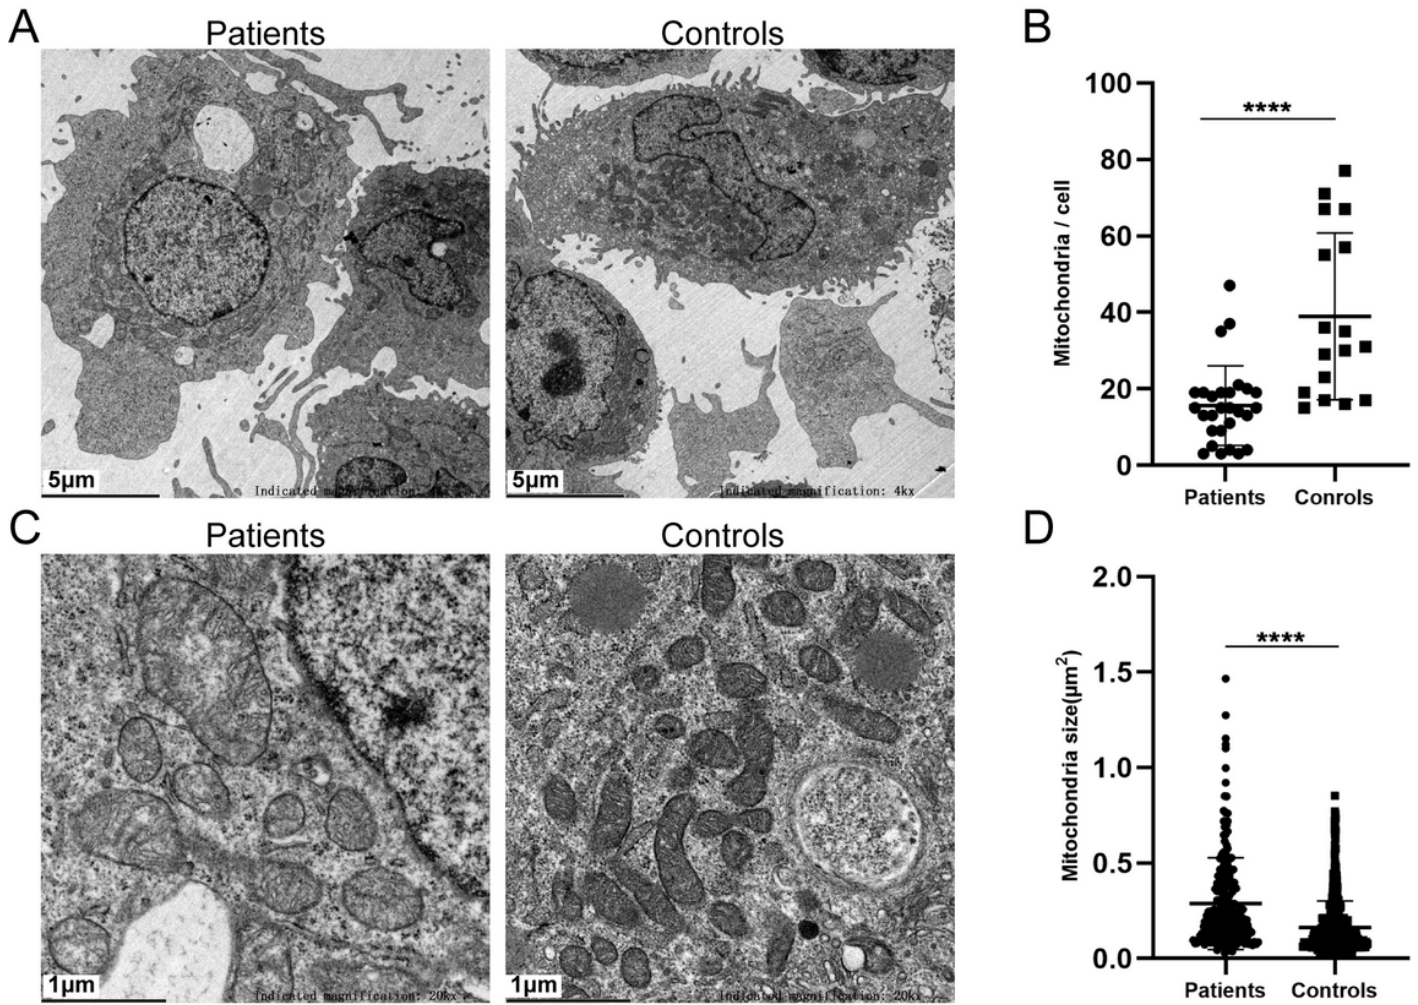 A
Patients
Controls
5μm
Indicated magnification:
5μm
Indicated magnification: 4kx
B
100
80
60
40
20
0
Mitochondria / cell
****
Patients
Conrols
C
Patients
Controls
1μm
Indicated magnification: 20kx
1μm
Indicated magnification: 20kx
D
2.0
1.5
1.0
0.5
0.0
Mitochondria size(μm²)
****
Patients
Controls